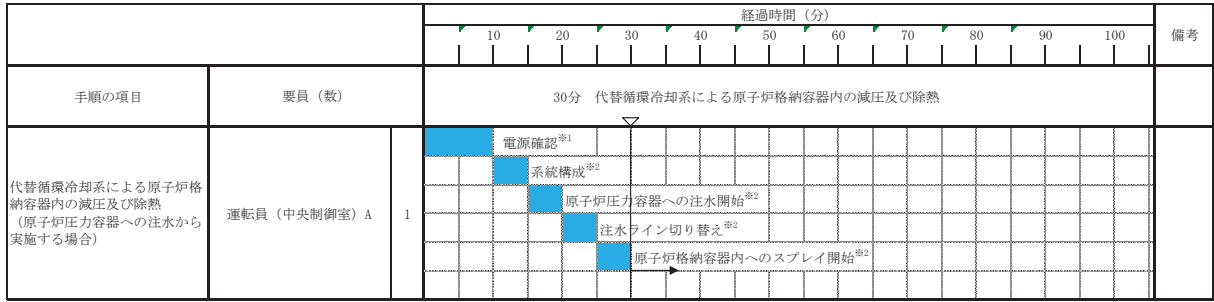 経過時間（分）
備考
10 20 30 40 50 60 70 80 90 100
手順の項目
要員（数）
30分　代替循環冷却系による原子炉格納容器内の減圧及び除熱
代替循環冷却系による原子炉格
納容器内の減圧及び除熱
（原子炉圧力容器への注水から
実施する場合）
運転員（中央制御室）A
1
電源確認※1
系統構成※2
原子炉圧力容器への注水開始※2
注水ライン切り替え※2
原子炉格納容器内へのスプレイ開始※2